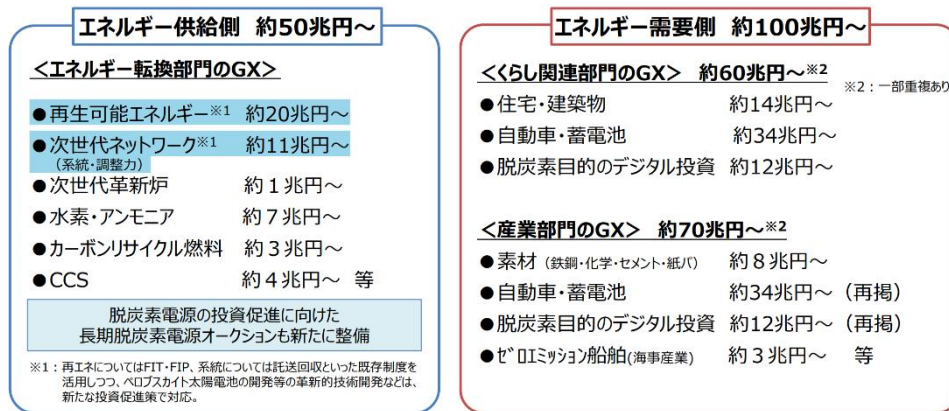 エネルギー供給側 約50兆円～
＜エネルギー転換部門のGX＞
●再生可能エネルギー※1 約20兆円～
●次世代ネットワーク※1 約11兆円～
（系統・調整力）
●次世代革新炉 約１兆円～
●水素・アンモニア 約７兆円～
●カーボンリサイクル燃料 約３兆円～
●CCS 約４兆円～ 等
脱炭素電源の投資促進に向けた
長期脱炭素電源オークションも新たに整備
※1：再エネについてはFIT・FIP、系統については託送回収といった既存制度を
活用しつつ、ペロブスカイト太陽電池の開発等の革新的技術開発などは、
新たな投資促進策で対応。
エネルギー需要側 約100兆円～
＜くらし関連部門のGX＞ 約60兆円～※2
※2：一部重複あり
●住宅・建築物 約14兆円～
●自動車・蓄電池 約34兆円～
●脱炭素目的のデジタル投資 約12兆円～
＜産業部門のGX＞ 約70兆円～※2
●素材（鉄鋼・化学・セメント・紙パ） 約８兆円～
●自動車・蓄電池 約34兆円～（再掲）
●脱炭素目的のデジタル投資 約12兆円～（再掲）
●ｾﾞﾛｴﾐｯｼｮﾝ船舶(海事産業) 約３兆円～ 等